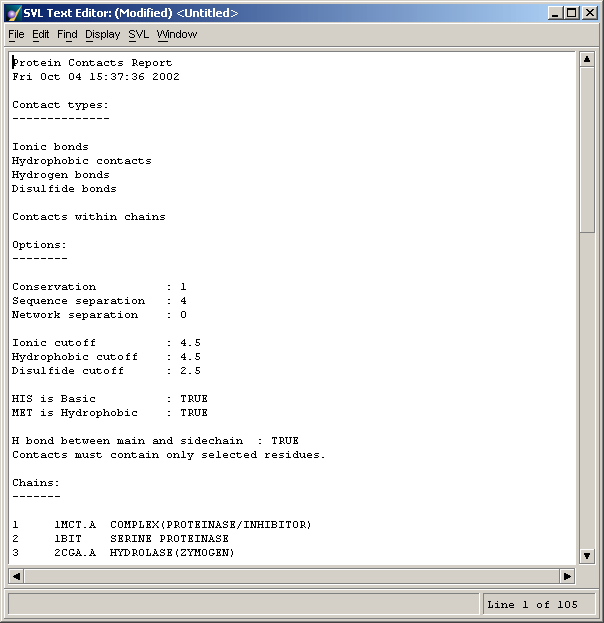 SVL Text Editor: (Modified) <Untitled>
File Edit Find Display SVL Window
Protein Contacts Report
Fri Oct 04 15:37:36 2002
Contact types:
--------------
Ionic bonds
Hydrophobic contacts
Hydrogen bonds
Disulfide bonds
Contacts within chains
Options:
--------
Conservation : 1
Sequence separation : 4
Network separation : 0
Ionic cutoff : 4.5
Hydrophobic cutoff : 4.5
Disulfide cutoff : 2.5
HIS is Basic : TRUE
MET is Hydrophobic : TRUE
H bond between main and sidechain : TRUE
Contacts must contain only selected residues.
Chains:
-------
1 1MCT.A COMPLEX(PROTEINASE/INHIBITOR)
2 1BIT SERINE PROTEINASE
3 2CGA.A HYDROLASE(ZYMOGEN)
Line 1 of 105